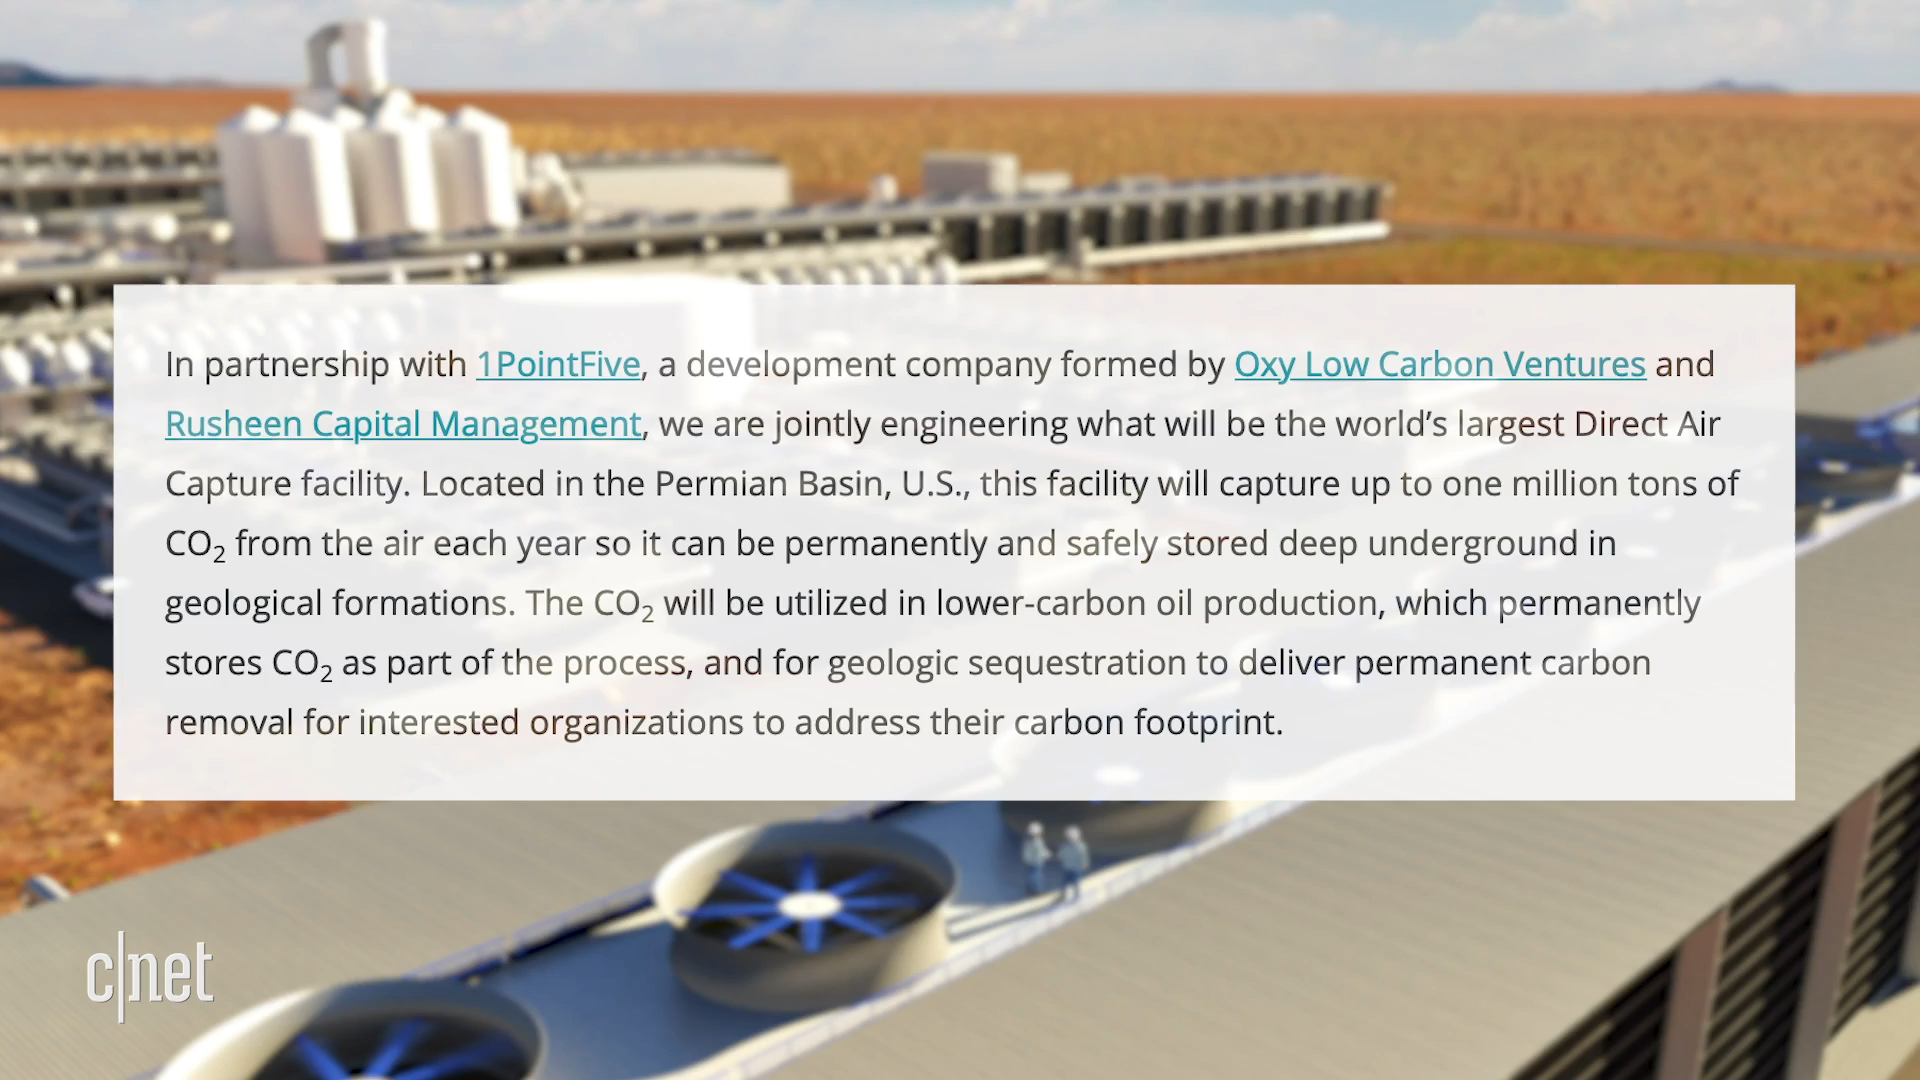 In partnership with 1PointFive, a development company formed by Oxy Low Carbon Ventures and
Rusheen Capital Management, we are jointly engineering what will be the world’s largest Direct Air
Capture facility. Located in the Permian Basin, U.S., this facility will capture up to one million tons of
CO₂ from the air each year so it can be permanently and safely stored deep underground in
geological formations. The CO₂ will be utilized in lower-carbon oil production, which permanently
stores CO₂ as part of the process, and for geologic sequestration to deliver permanent carbon
removal for interested organizations to address their carbon footprint.
c|net